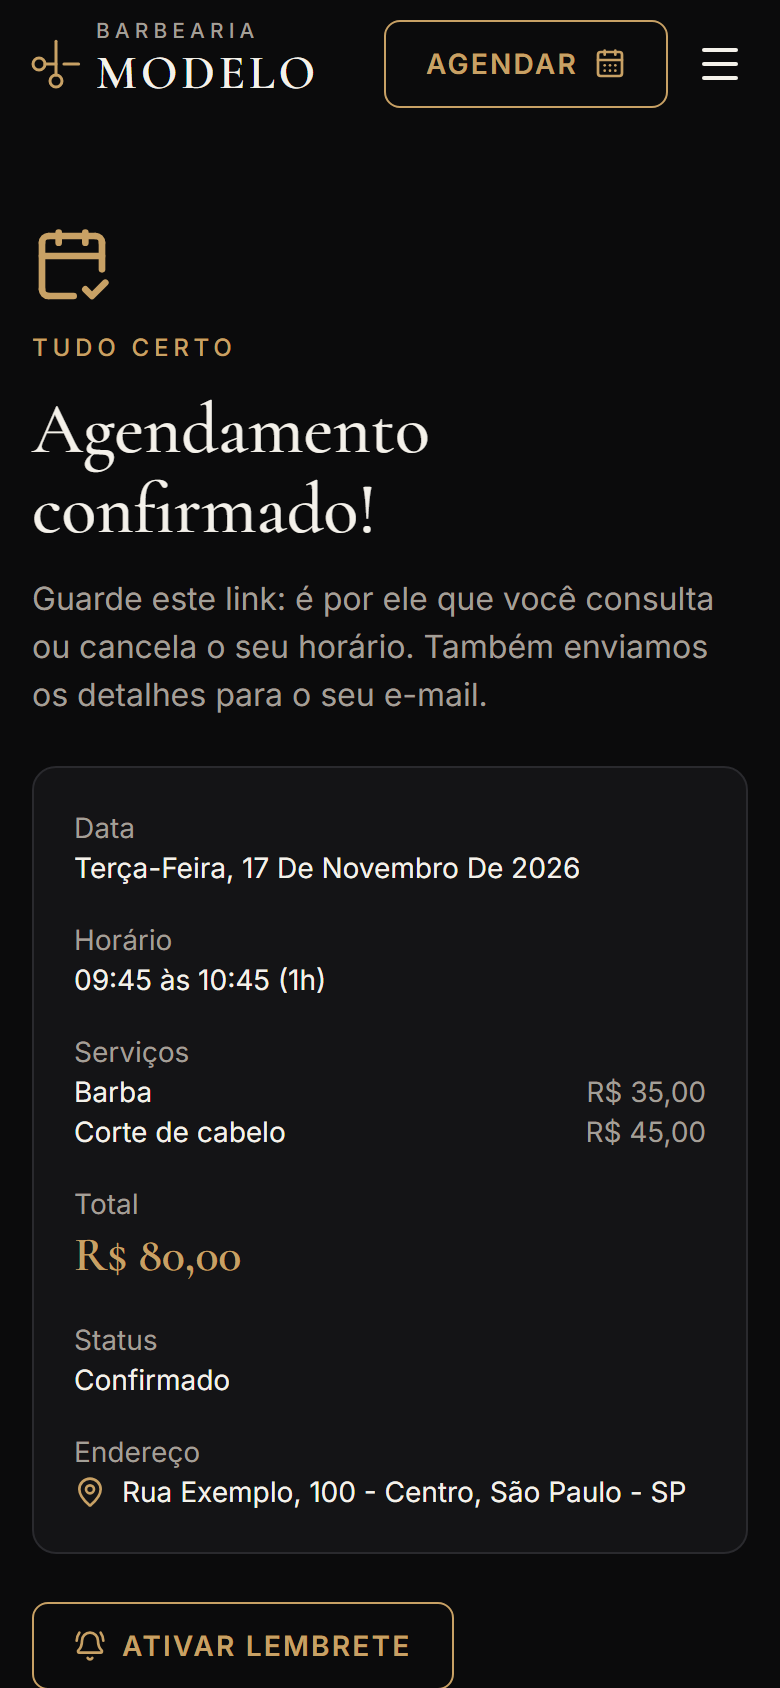 BARBEARIA
MODELO
AGENDAR
TUDO CERTO
Agendamento
confirmado!
Guarde este link: é por ele que você consulta
ou cancela o seu horário. Também enviamos
os detalhes para o seu e-mail.
Data
Terça-Feira, 17 De Novembro De 2026
Horário
09:45 às 10:45 (1h)
Serviços
Barba R$ 35,00
Corte de cabelo R$ 45,00
Total
R$ 80,00
Status
Confirmado
Endereço
Rua Exemplo, 100 - Centro, São Paulo - SP
ATIVAR LEMBRETE